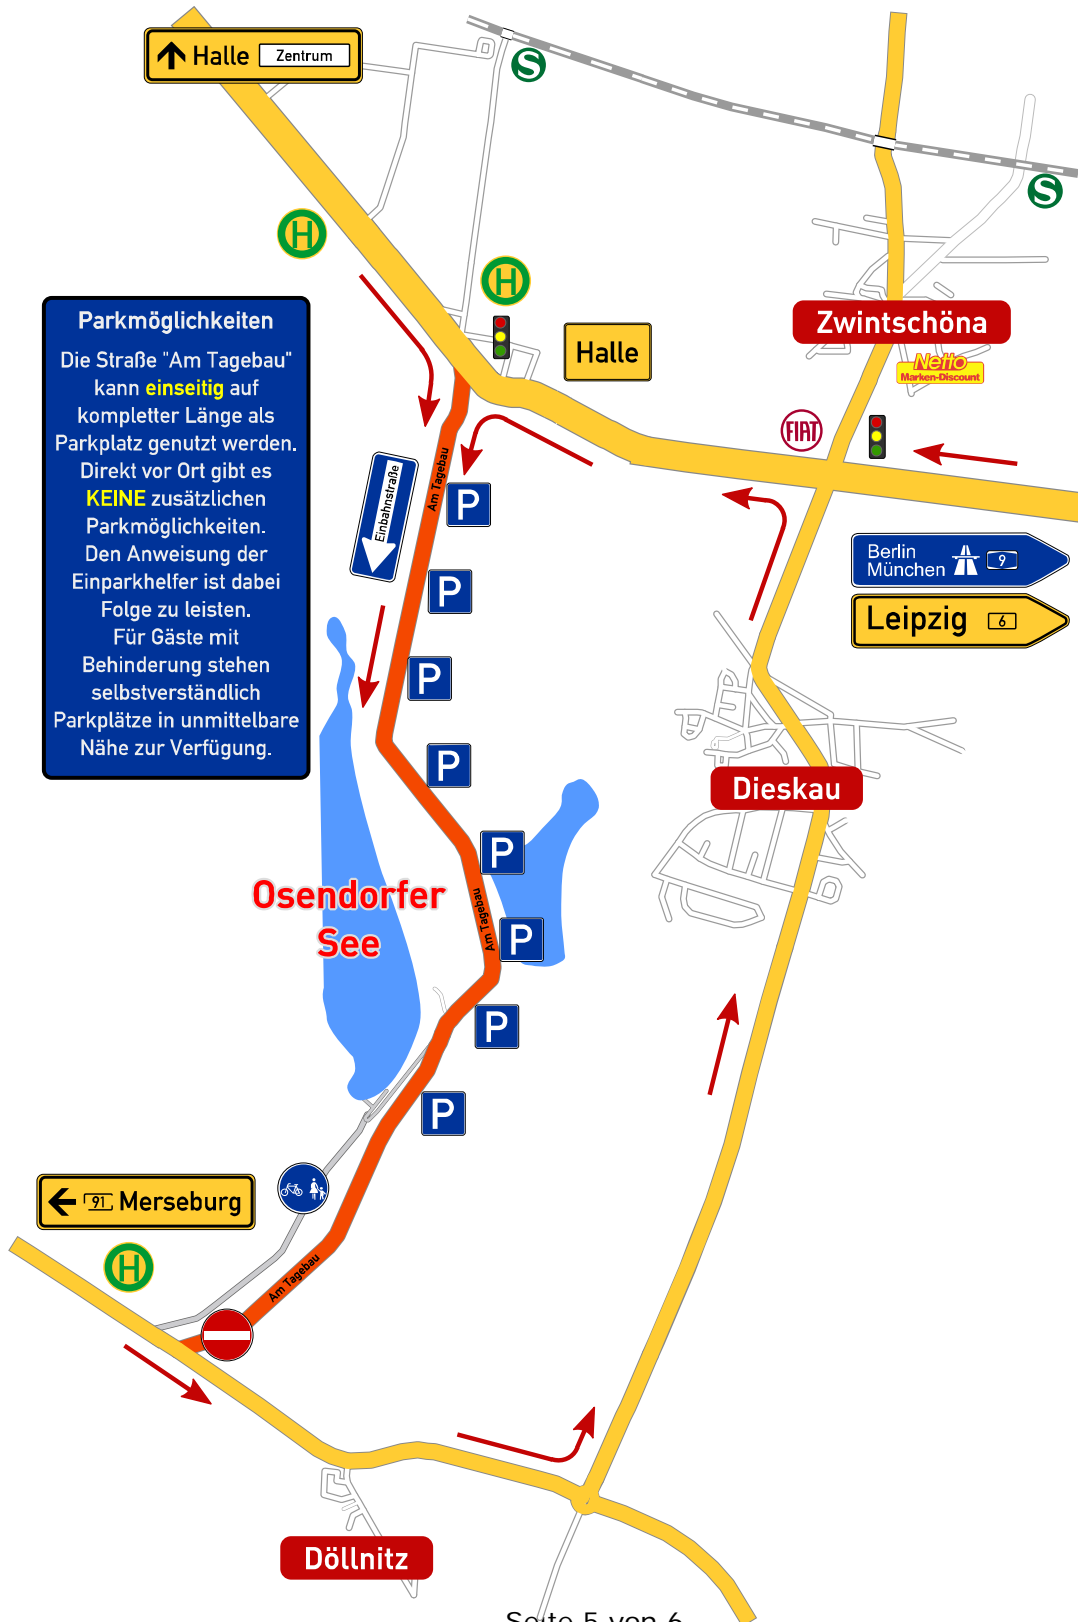 Halle Zentrum
S
S
H
H
Parkmöglichkeiten
Die Straße "Am Tagebau"
kann einseitig auf
kompletter Länge als
Parkplatz genutzt werden.
Direkt vor Ort gibt es
KEINE zusätzlichen
Parkmöglichkeiten.
Den Anweisung der
Einparkhelfer ist dabei
Folge zu leisten.
Für Gäste mit
Behinderung stehen
selbstverständlich
Parkplätze in unmittelbare
Nähe zur Verfügung.
Halle
Zwintschöna
Netto
Marken-Discount
FIAT
Am Tagebau
Einbahnstraße
P
P
P
P
P
P
P
P
Berlin
München 9
Leipzig 6
Dieskau
Osendorfer
See
Am Tagebau
91 Merseburg
H
Am Tagebau
Döllnitz
Seite 5 von 6